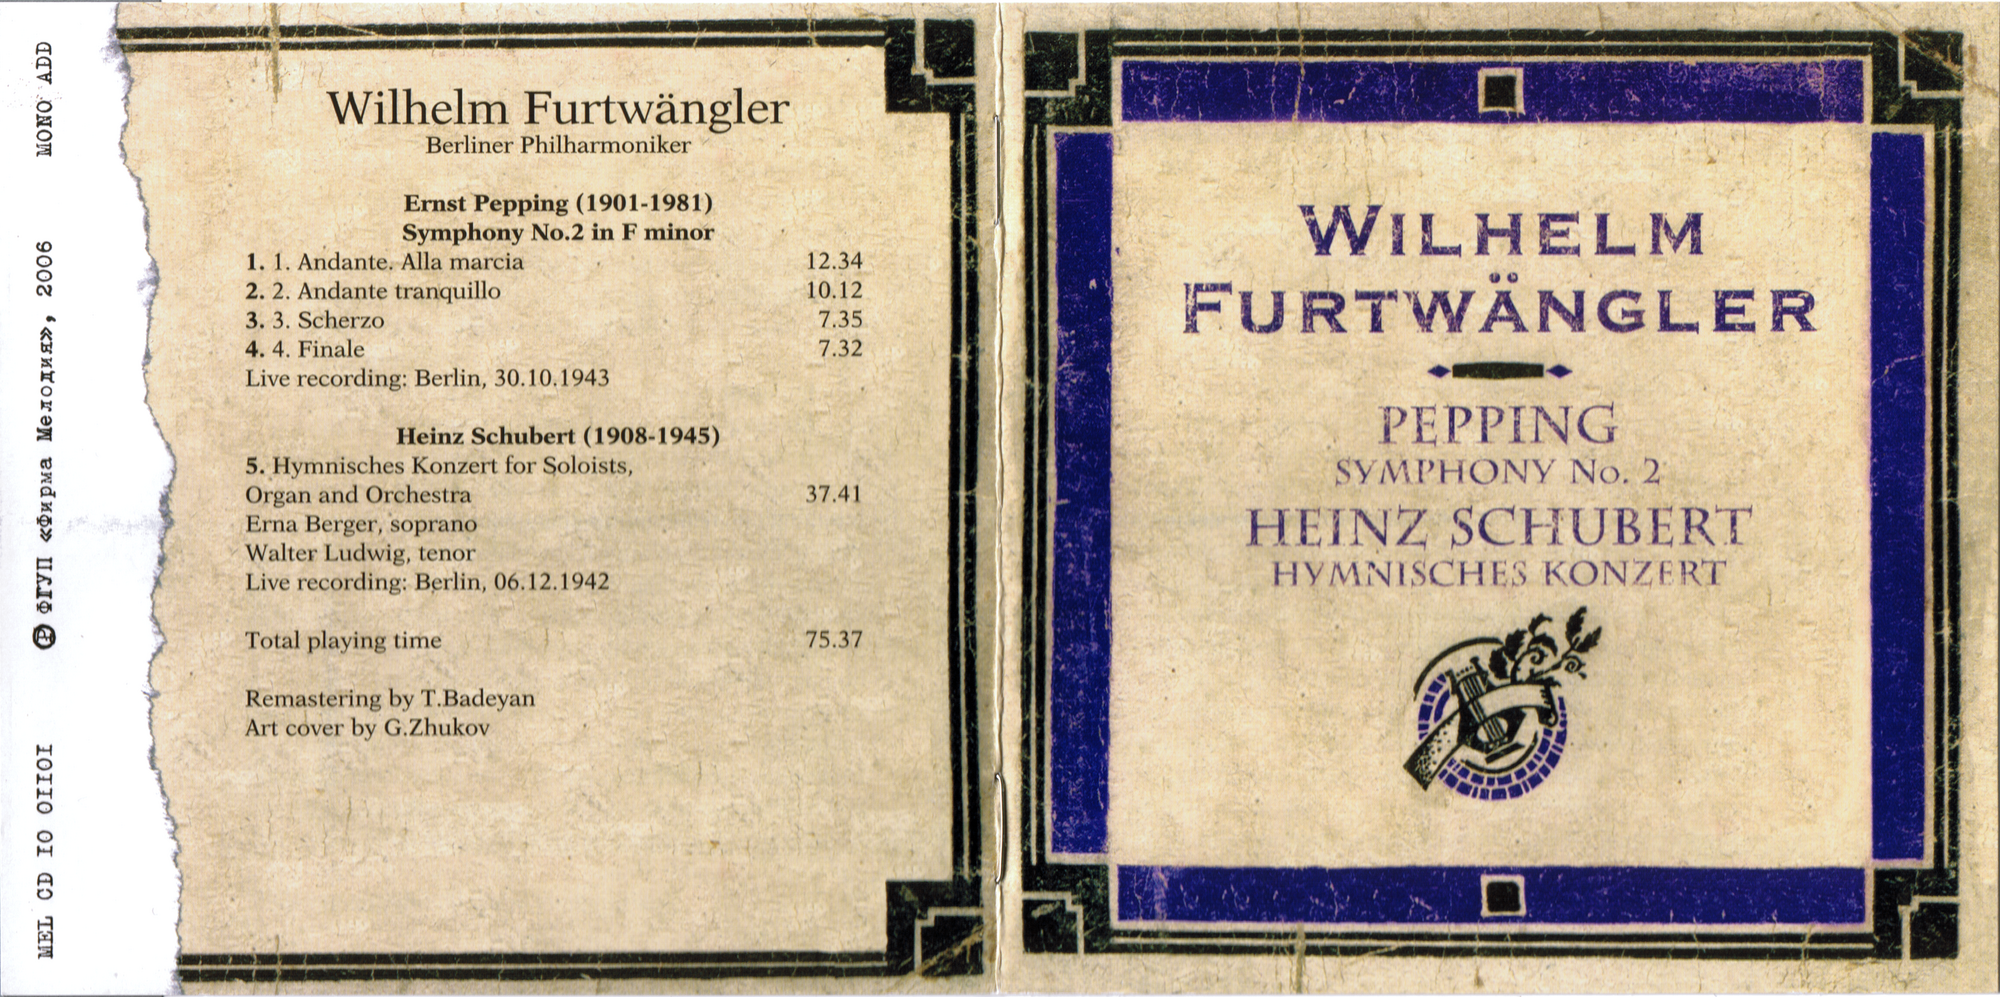 MONO ADD
℗ ФГУП «Фирма Мелодия», 2006
MEL CD IO OIIOI
Wilhelm Furtwängler
Berliner Philharmoniker
Ernst Pepping (1901-1981)
Symphony No.2 in F minor
1. 1. Andante. Alla marcia 12.34
2. 2. Andante tranquillo 10.12
3. 3. Scherzo 7.35
4. 4. Finale 7.32
Live recording: Berlin, 30.10.1943
Heinz Schubert (1908-1945)
5. Hymnisches Konzert for Soloists,
Organ and Orchestra 37.41
Erna Berger, soprano
Walter Ludwig, tenor
Live recording: Berlin, 06.12.1942
Total playing time 75.37
Remastering by T.Badeyan
Art cover by G.Zhukov
WILHELM
FURTWÄNGLER
PEPPING
SYMPHONY No. 2
HEINZ SCHUBERT
HYMNISCHES KONZERT